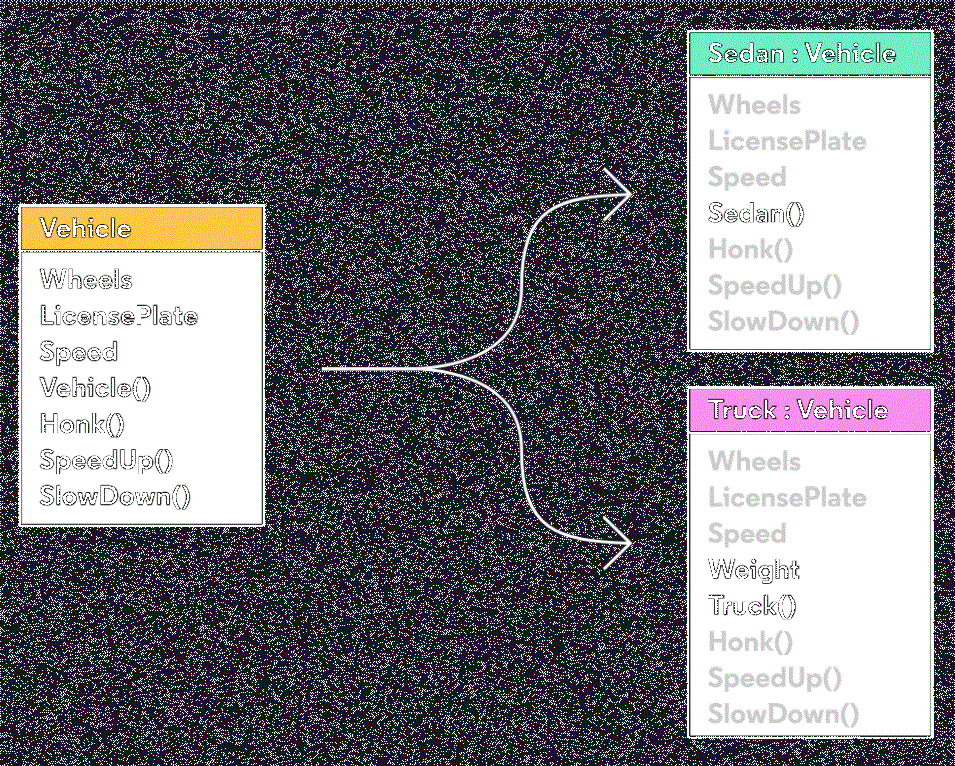 Vehicle
Wheels
LicensePlate
Speed
Vehicle()
Honk()
SpeedUp()
SlowDown()
Sedan : Vehicle
Wheels
LicensePlate
Speed
Sedan()
Honk()
SpeedUp()
SlowDown()
Truck : Vehicle
Wheels
LicensePlate
Speed
Weight
Truck()
Honk()
SpeedUp()
SlowDown()